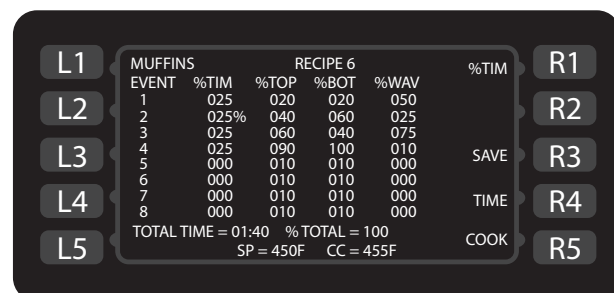 L1 MUFFINS RECIPE 6 %TIM R1
EVENT %TIM %TOP %BOT %WAV
1 025 020 020 050
L2 2 025% 040 060 025 R2
3 025 060 040 075
4 025 090 100 010
L3 5 000 010 010 000 SAVE R3
6 000 010 010 000
L4 7 000 010 010 000 TIME R4
8 000 010 010 000
TOTAL TIME = 01:40 % TOTAL = 100
L5 SP = 450F CC = 455F COOK R5